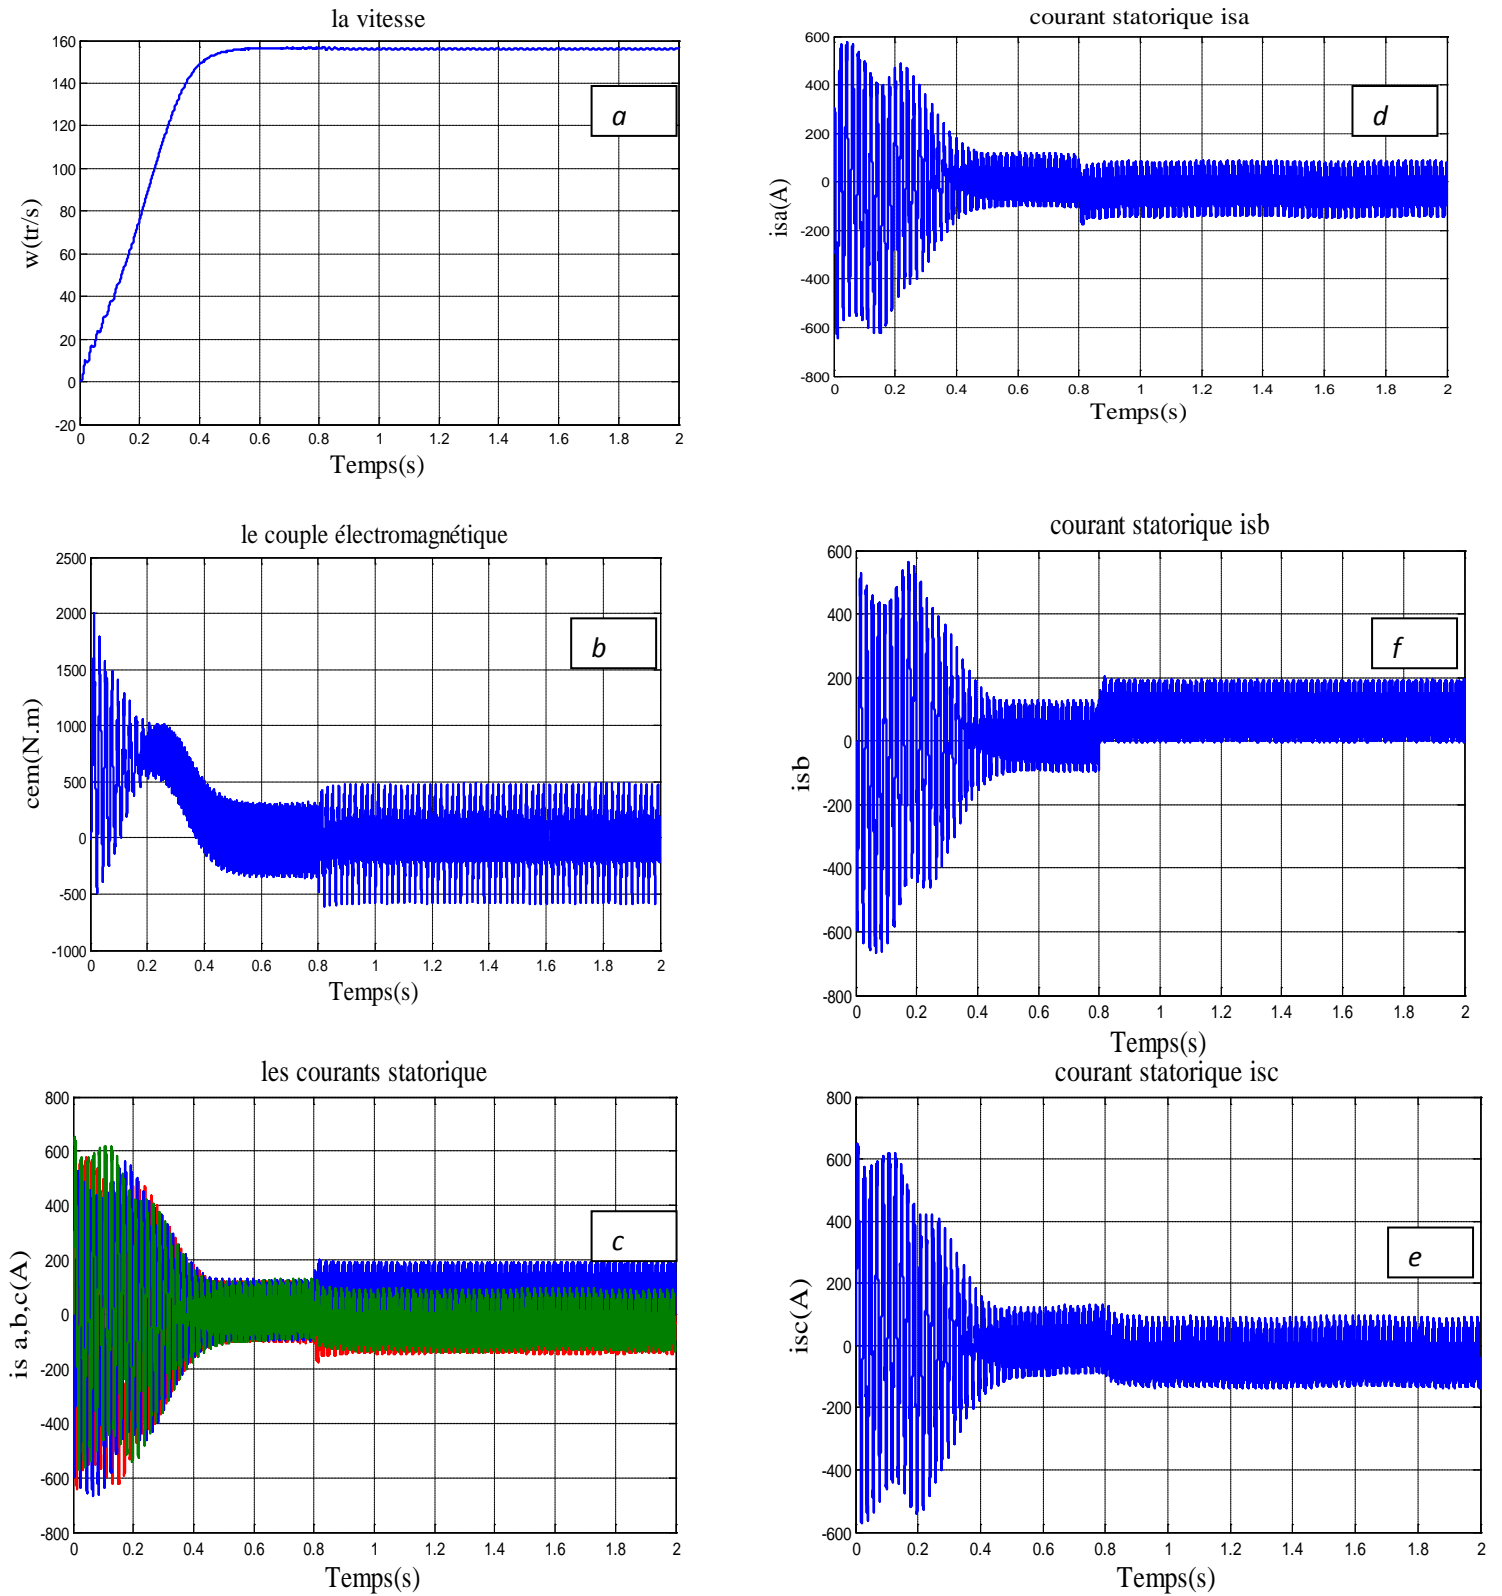 la vitesse
160
140
120
100
80
60
40
20
0
-20
w(tr/s)
a
0 0.2 0.4 0.6 0.8 1 1.2 1.4 1.6 1.8 2
Temps(s)
courant statorique isa
600
400
200
0
-200
-400
-600
-800
isa(A)
d
0 0.2 0.4 0.6 0.8 1 1.2 1.4 1.6 1.8 2
Temps(s)
le couple électromagnétique
2500
2000
1500
1000
500
0
-500
-1000
cem(N.m)
b
0 0.2 0.4 0.6 0.8 1 1.2 1.4 1.6 1.8 2
Temps(s)
courant statorique isb
600
400
200
0
-200
-400
-600
-800
isb
f
0 0.2 0.4 0.6 0.8 1 1.2 1.4 1.6 1.8 2
Temps(s)
les courants statorique
800
600
400
200
0
-200
-400
-600
-800
is a,b,c(A)
c
0 0.2 0.4 0.6 0.8 1 1.2 1.4 1.6 1.8 2
Temps(s)
courant statorique isc
800
600
400
200
0
-200
-400
-600
isc(A)
e
0 0.2 0.4 0.6 0.8 1 1.2 1.4 1.6 1.8 2
Temps(s)